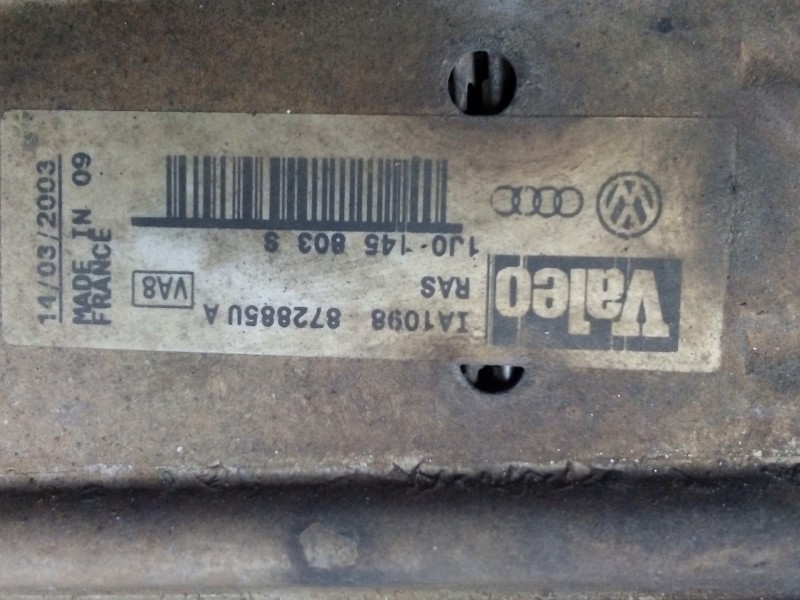 Valeo
IA1098 872885U A
RAS
VA8
1J0 145 803 S
14/03/2003
MADE IN 09
FRANCE